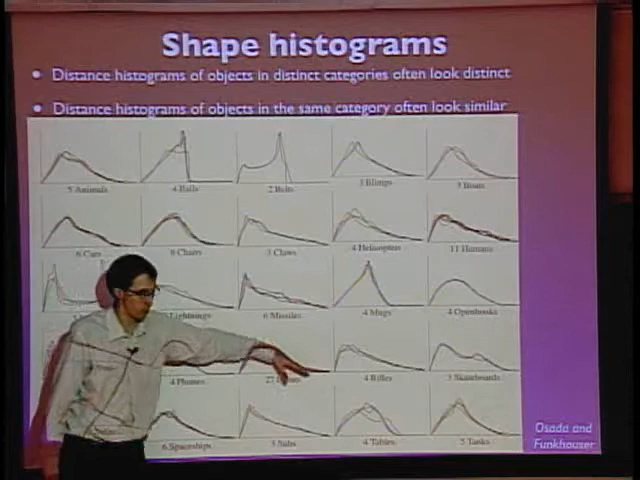 Shape histograms
• Distance histograms of objects in distinct categories often look distinct
• Distance histograms of objects in the same category often look similar
5 Animals
4 Balls
2 Belts
3 Blimps
3 Boats
6 Cars
8 Chairs
3 Claws
4 Helicopters
11 Humans
Lightnings
6 Missiles
4 Mugs
4 Openbooks
4 Phones
27
4 Rifles
3 Skateboards
6 Spaceships
3 Subs
4 Tables
5 Tanks
Osada and
Funkhouser